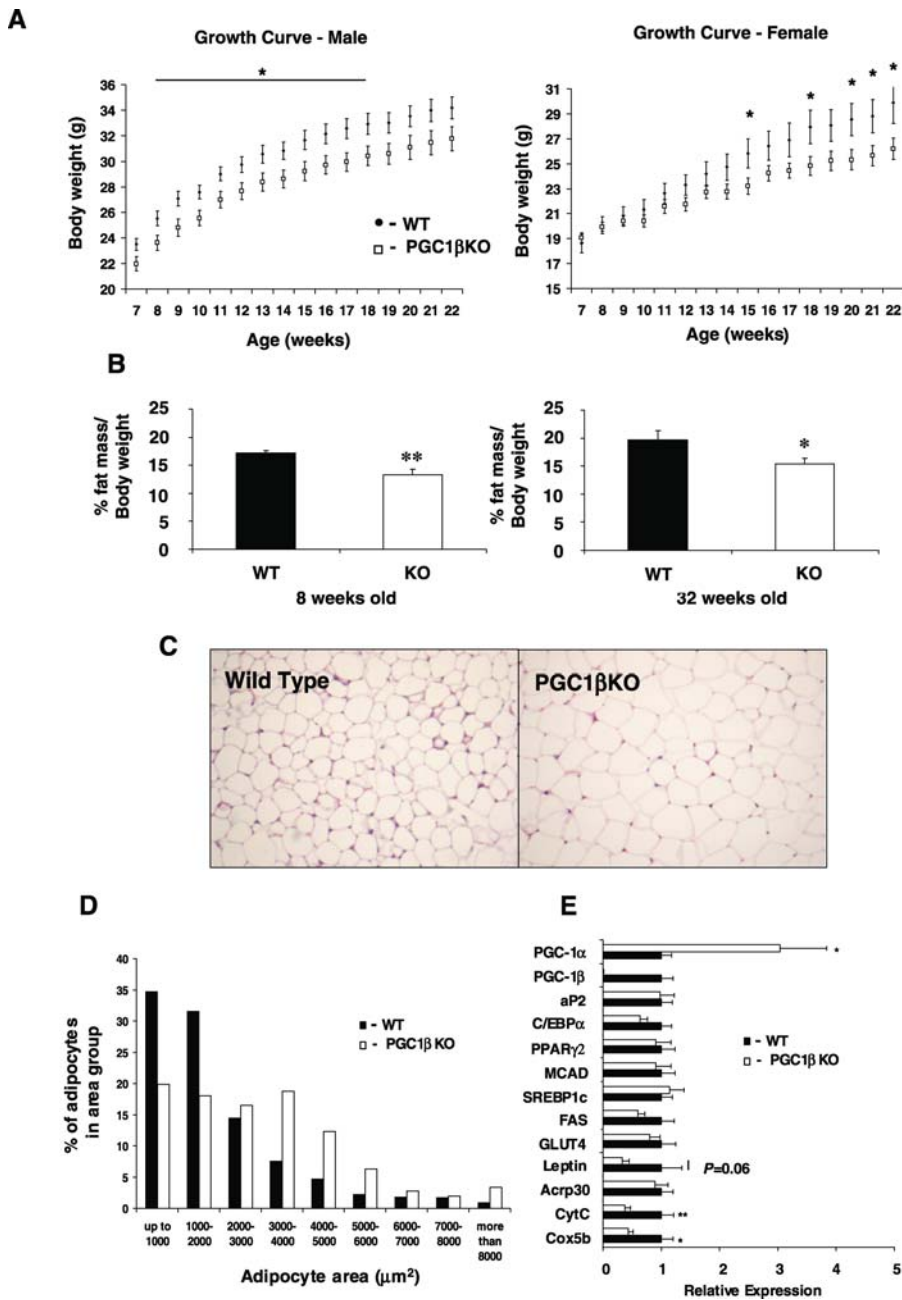 A
Growth Curve - Male
*
Body weight (g)
36
34
32
30
28
26
24
22
20
- WT
- PGC1βKO
7 8 9 10 11 12 13 14 15 16 17 18 19 20 21 22
Age (weeks)
Growth Curve - Female
* * * * *
Body weight (g)
31
29
27
25
23
21
19
17
15
7 8 9 10 11 12 13 14 15 16 17 18 19 20 21 22
Age (weeks)
B
% fat mass/
Body weight
25
20
15
10
5
0
**
WT KO
8 weeks old
% fat mass/
Body weight
25
20
15
10
5
0
*
WT KO
32 weeks old
C
Wild Type
PGC1βKO
D
% of adipocytes
in area group
40
35
30
25
20
15
10
5
0
- WT
- PGC1β KO
up to
1000
1000-
2000
2000-
3000
3000-
4000
4000-
5000
5000-
6000
6000-
7000
7000-
8000
more
than
8000
Adipocyte area (μm²)
E
PGC-1α *
PGC-1β
aP2
C/EBPα
PPARγ2
MCAD
SREBP1c
FAS
GLUT4
Leptin P=0.06
Acrp30
CytC **
Cox5b *
- WT
- PGC1β KO
0 1 2 3 4 5
Relative Expression